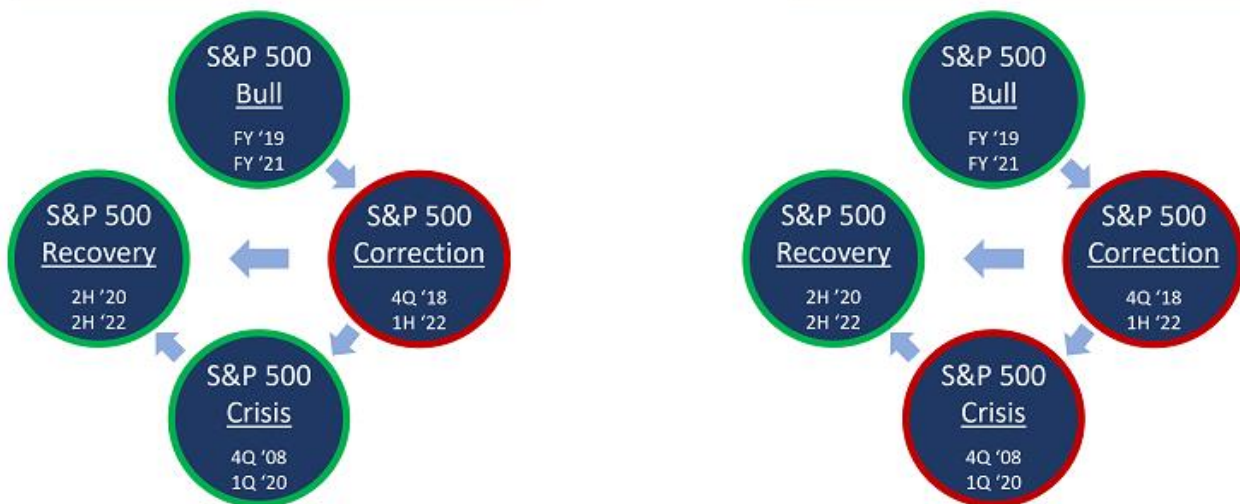 S&P 500
Bull
FY ‘19
FY ‘21
S&P 500
Correction
4Q ‘18
1H ‘22
S&P 500
Crisis
4Q ‘08
1Q ‘20
S&P 500
Recovery
2H ’20
2H ‘22
S&P 500
Bull
FY ‘19
FY ‘21
S&P 500
Correction
4Q ‘18
1H ‘22
S&P 500
Crisis
4Q ‘08
1Q ‘20
S&P 500
Recovery
2H ’20
2H ‘22